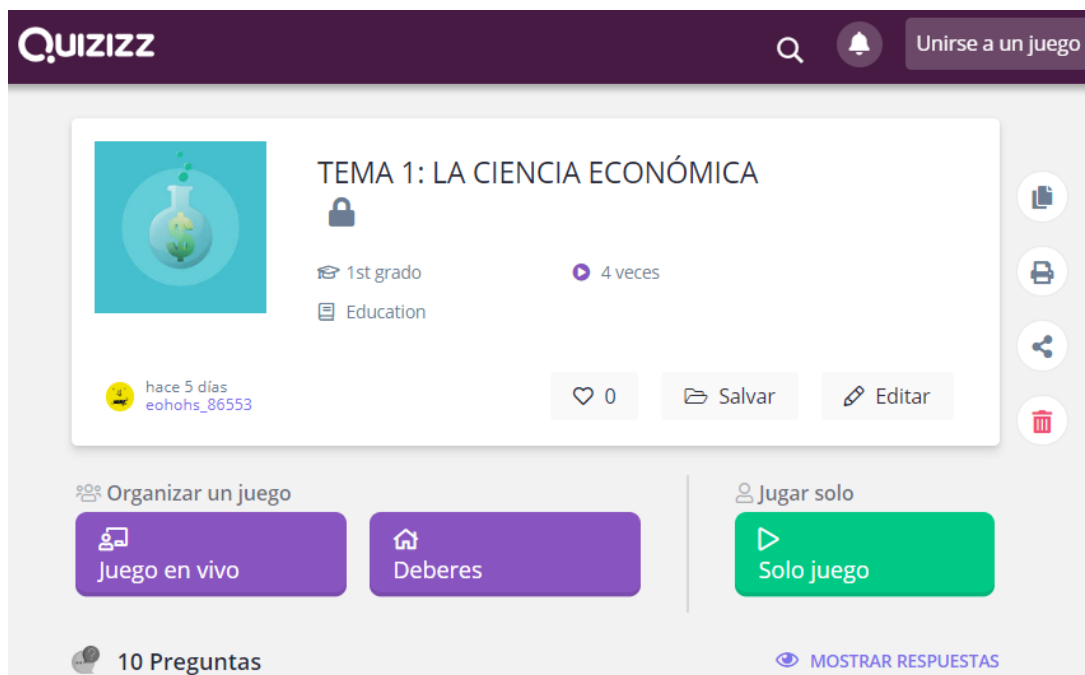 QUIZIZZ
Unirse a un juego
TEMA 1: LA CIENCIA ECONÓMICA
1st grado
4 veces
Education
hace 5 días
eohohs_86553
0
Salvar
Editar
Organizar un juego
Jugar solo
Juego en vivo
Deberes
Solo juego
10 Preguntas
MOSTRAR RESPUESTAS